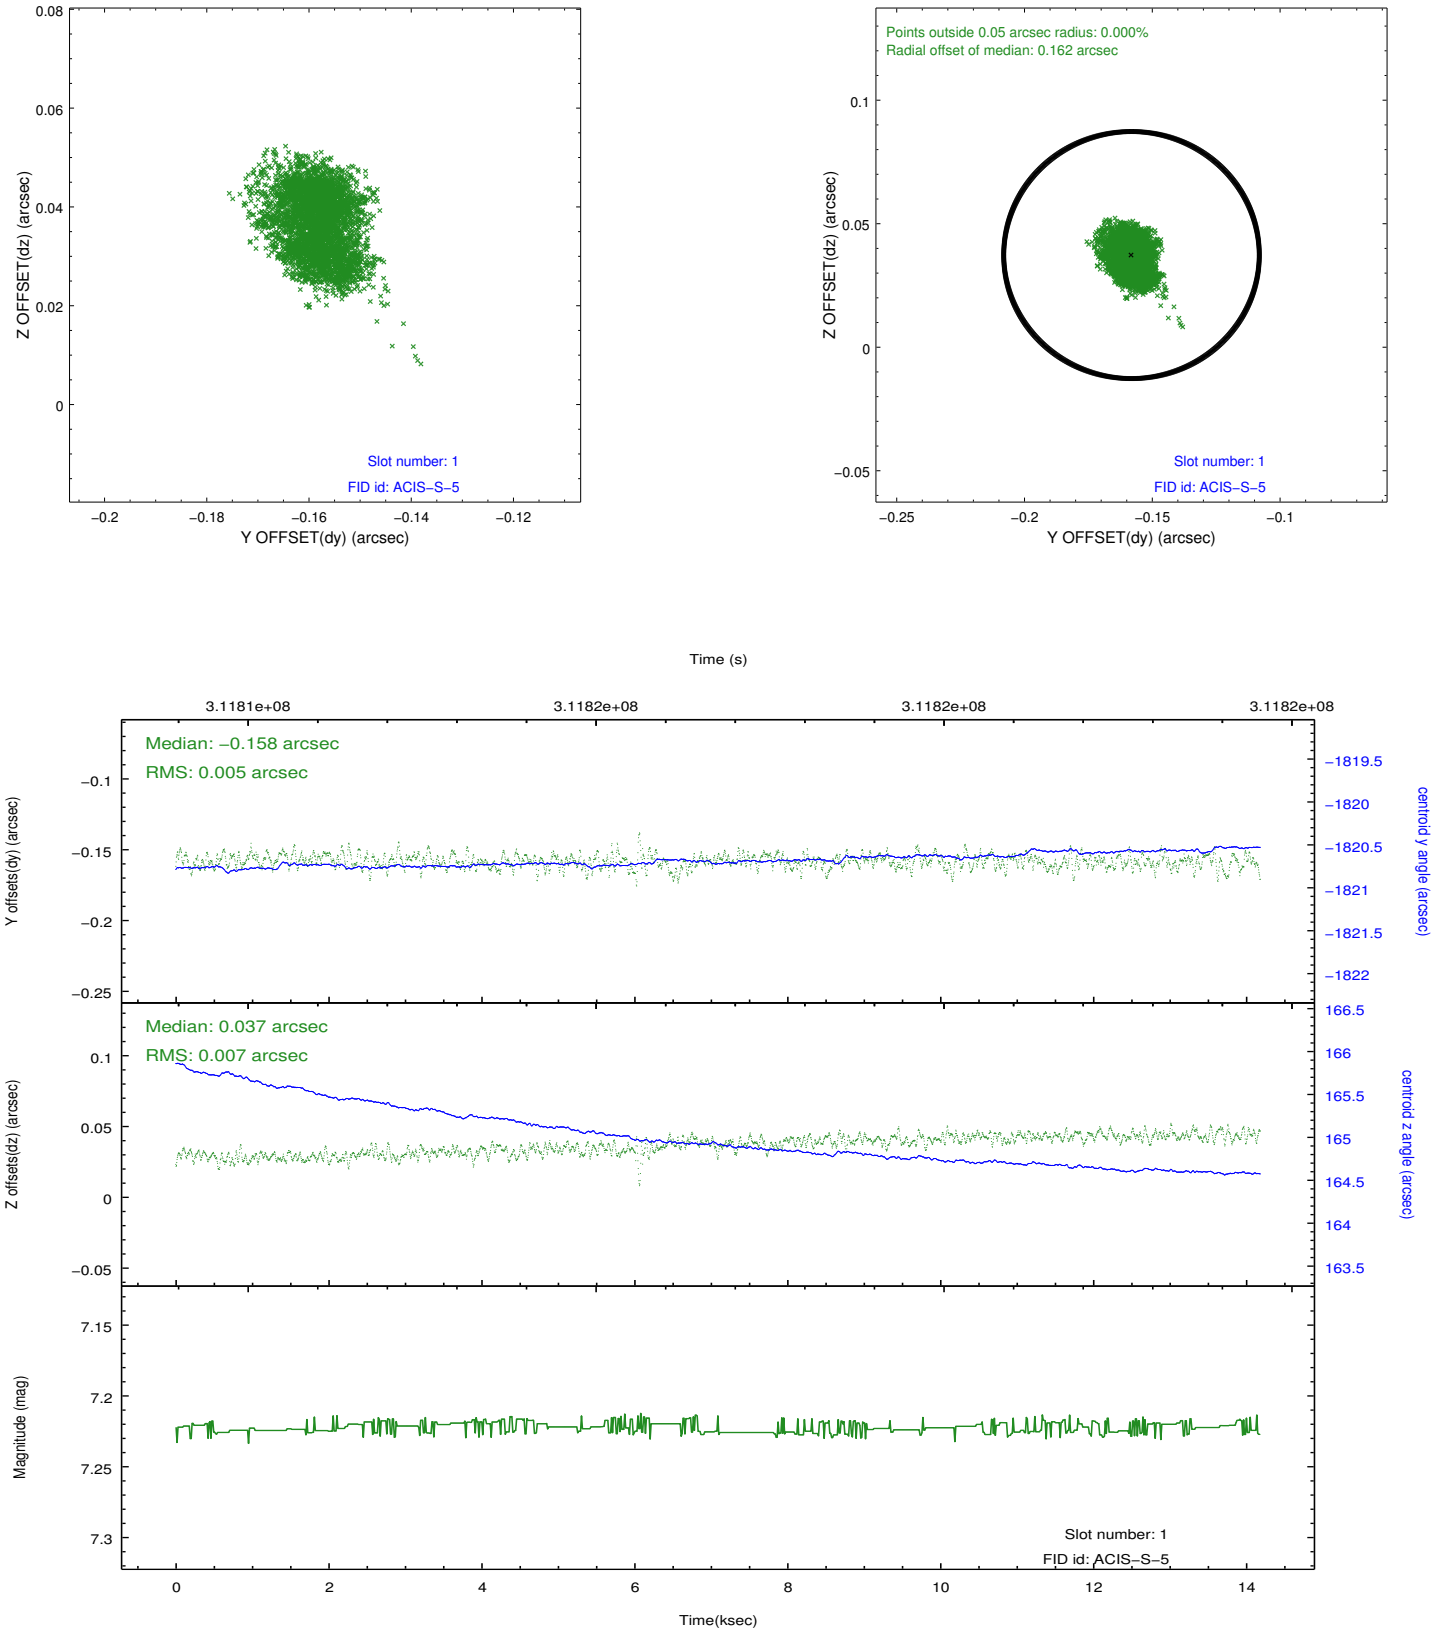 0.08
0.06
0.04
0.02
0
Z OFFSET(dz) (arcsec)
Slot number: 1
FID id: ACIS−S−5
−0.2
−0.18
−0.16
−0.14
−0.12
Y OFFSET(dy) (arcsec)
Points outside 0.05 arcsec radius: 0.000%
Radial offset of median: 0.162 arcsec
0.1
0.05
0
−0.05
Z OFFSET(dz) (arcsec)
Slot number: 1
FID id: ACIS−S−5
−0.25
−0.2
−0.15
−0.1
Y OFFSET(dy) (arcsec)
Time (s)
3.1181e+08
3.1182e+08
3.1182e+08
3.1182e+08
Median: −0.158 arcsec
RMS: 0.005 arcsec
−0.1
−0.15
−0.2
−0.25
Y offsets(dy) (arcsec)
−1819.5
−1820
−1820.5
−1821
−1821.5
−1822
centroid y angle (arcsec)
Median: 0.037 arcsec
RMS: 0.007 arcsec
0.1
0.05
0
−0.05
Z offsets(dz) (arcsec)
166.5
166
165.5
165
164.5
164
163.5
centroid z angle (arcsec)
7.15
7.2
7.25
7.3
Magnitude (mag)
Slot number: 1
FID id: ACIS−S−5
0
2
4
6
8
10
12
14
Time(ksec)